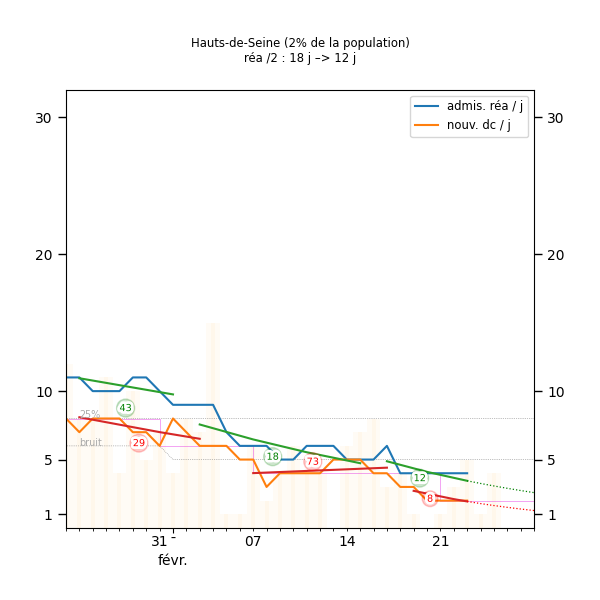 Hauts-de-Seine (2% de la population)
réa /2 : 18 j –> 12 j
admis. réa / j
nouv. dc / j
30 30
20 20
10 10
25%
43
bruit 29
18
73
5 5
12
8
1 1
31 07 14 21
févr.